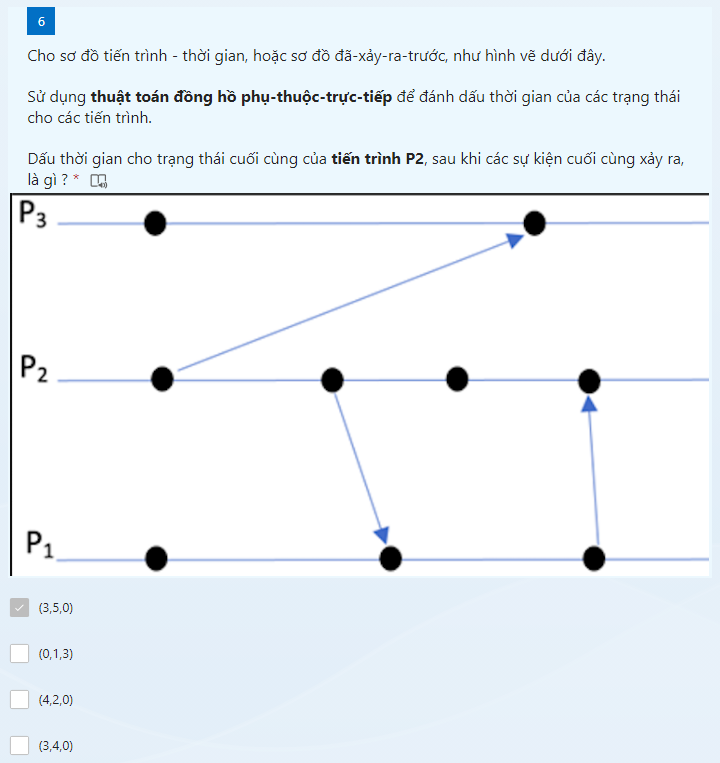 6
Cho sơ đồ tiến trình - thời gian, hoặc sơ đồ đã-xảy-ra-trước, như hình vẽ dưới đây.
Sử dụng thuật toán đồng hồ phụ-thuộc-trực-tiếp để đánh dấu thời gian của các trạng thái
cho các tiến trình.
Dấu thời gian cho trạng thái cuối cùng của tiến trình P2, sau khi các sự kiện cuối cùng xảy ra,
là gì ? *
P3
P2
P1
(3,5,0)
(0,1,3)
(4,2,0)
(3,4,0)